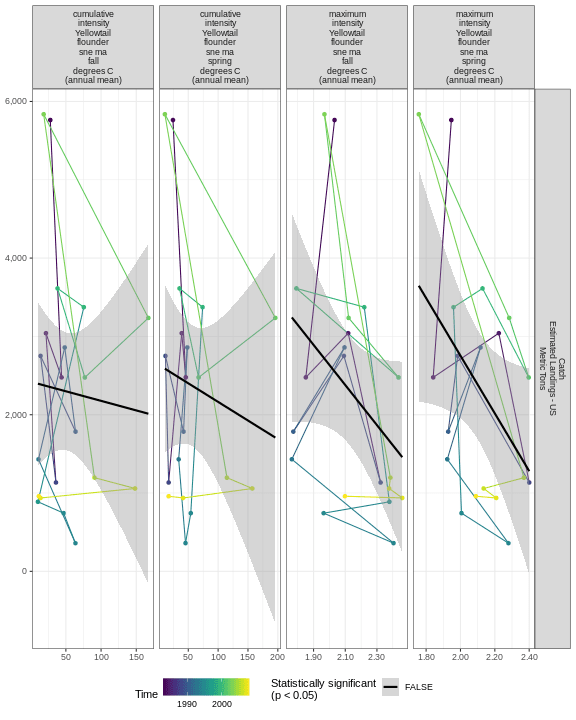 cumulative
intensity
Yellowtail
flounder
sne ma
fall
degrees C
(annual mean)
cumulative
intensity
Yellowtail
flounder
sne ma
spring
degrees C
(annual mean)
maximum
intensity
Yellowtail
flounder
sne ma
fall
degrees C
(annual mean)
maximum
intensity
Yellowtail
flounder
sne ma
spring
degrees C
(annual mean)
6,000
4,000
2,000
0
Catch
Estimated Landings - US
Metric Tons
50 100 150
50 100 150 200
1.90 2.10 2.30
1.80 2.00 2.20 2.40
Time
1990 2000
Statistically significant
(p < 0.05)
FALSE